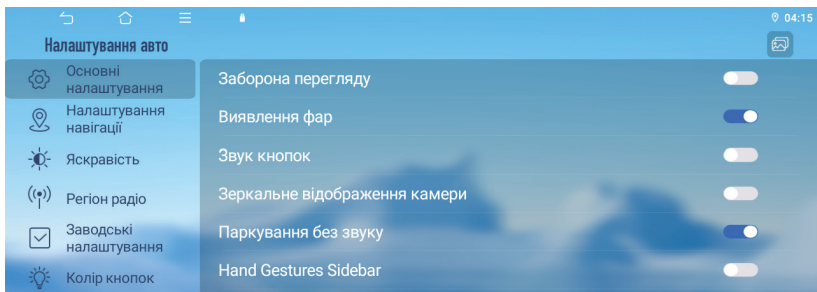 04:15
Налаштування авто
Основні
налаштування
Налаштування
навігації
Яскравість
Регіон радіо
Заводські
налаштування
Колір кнопок
Заборона перегляду
Виявлення фар
Звук кнопок
Зеркальне відображення камери
Паркування без звуку
Hand Gestures Sidebar